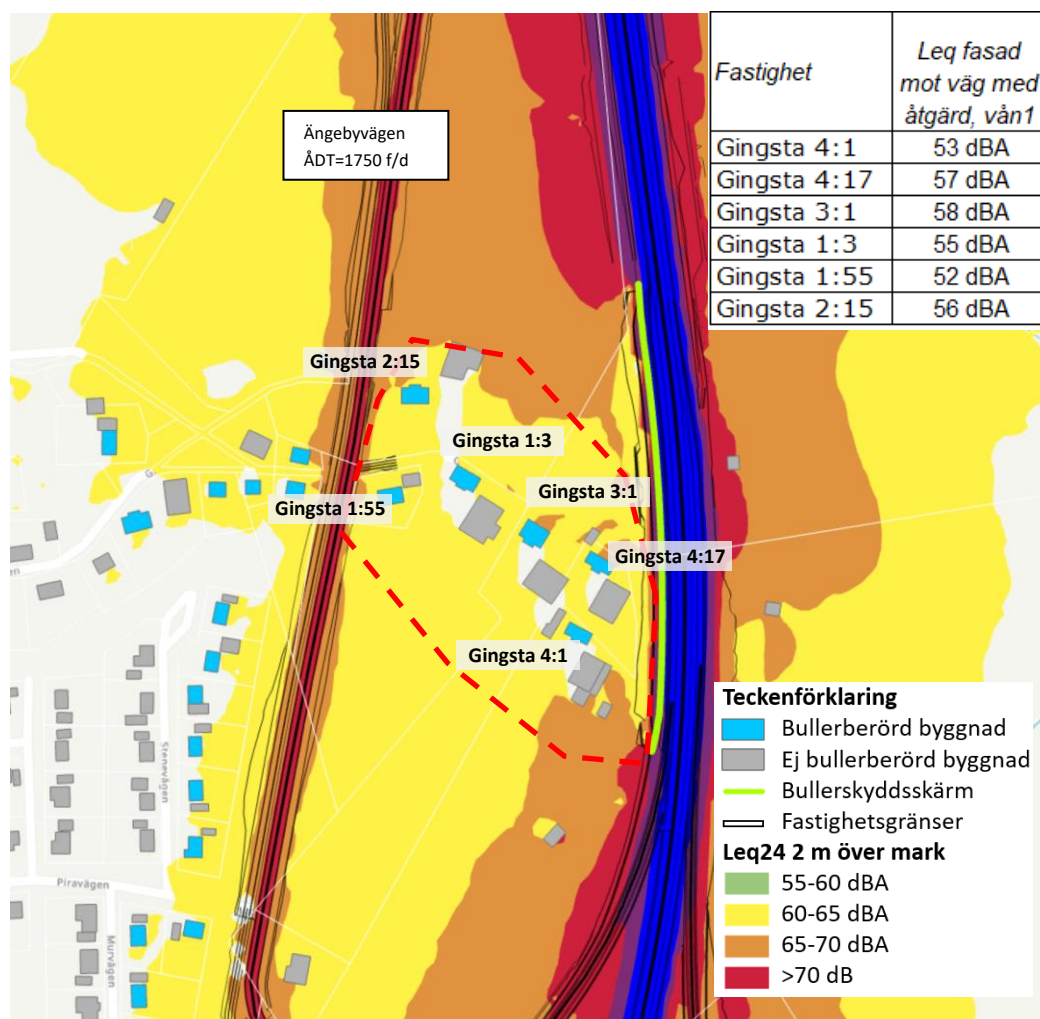 Fastighet
Leq fasad
mot väg med
åtgärd, vån1
Gingsta 4:1 53 dBA
Gingsta 4:17 57 dBA
Gingsta 3:1 58 dBA
Gingsta 1:3 55 dBA
Gingsta 1:55 52 dBA
Gingsta 2:15 56 dBA
Ängebyvägen
ÅDT=1750 f/d
Gingsta 2:15
Gingsta 1:3
Gingsta 3:1
Gingsta 1:55
Gingsta 4:17
Gingsta 4:1
G
en
Stenevägen
Piravägen
Murvägen
Teckenförklaring
Bullerberörd byggnad
Ej bullerberörd byggnad
Bullerskyddsskärm
Fastighetsgränser
Leq24 2 m över mark
55-60 dBA
60-65 dBA
65-70 dBA
>70 dB